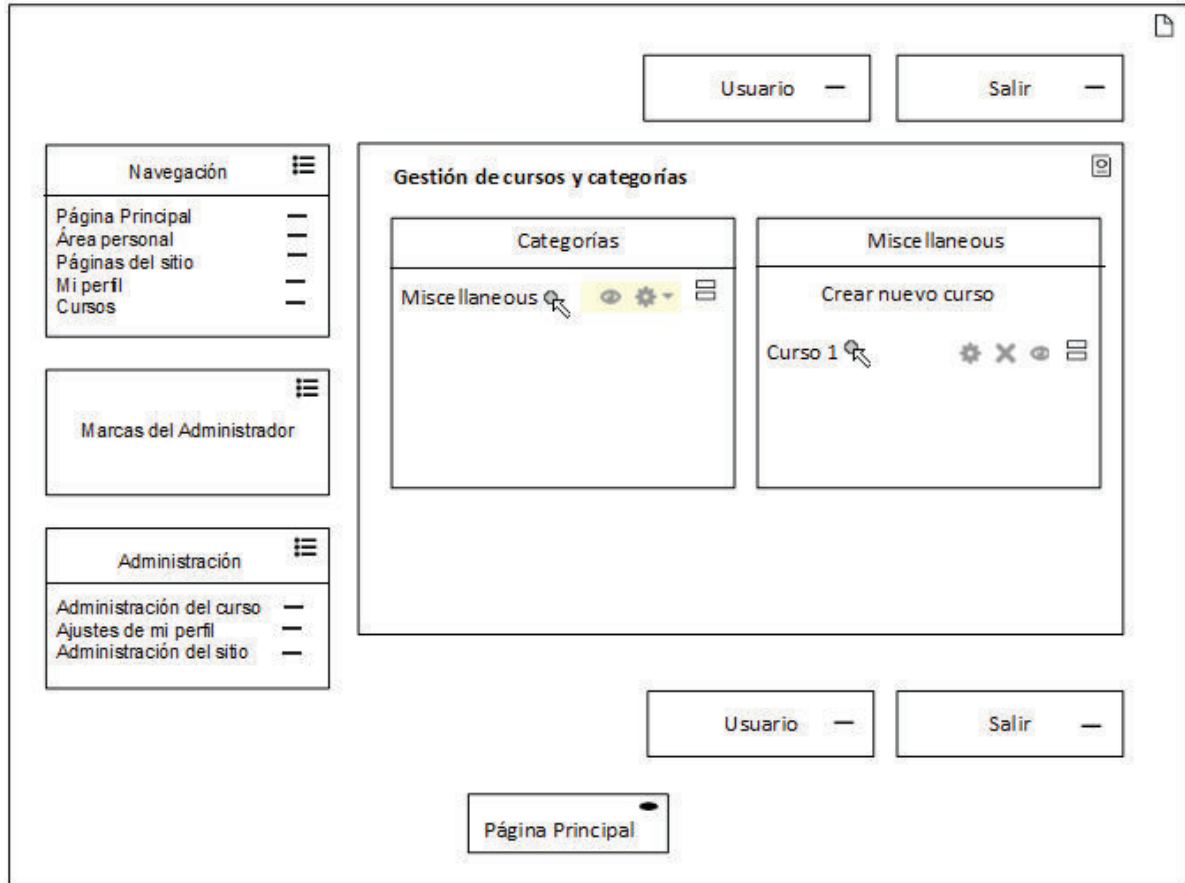 Usuario
Salir
Navegación
Página Principal
Área personal
Páginas del sitio
Mi perfil
Cursos
Marcas del Administrador
Administración
Administración del curso
Ajustes de mi perfil
Administración del sitio
Gestión de cursos y categorías
Categorías
Miscellaneous
Miscellaneous
Crear nuevo curso
Curso 1
Usuario
Salir
Página Principal